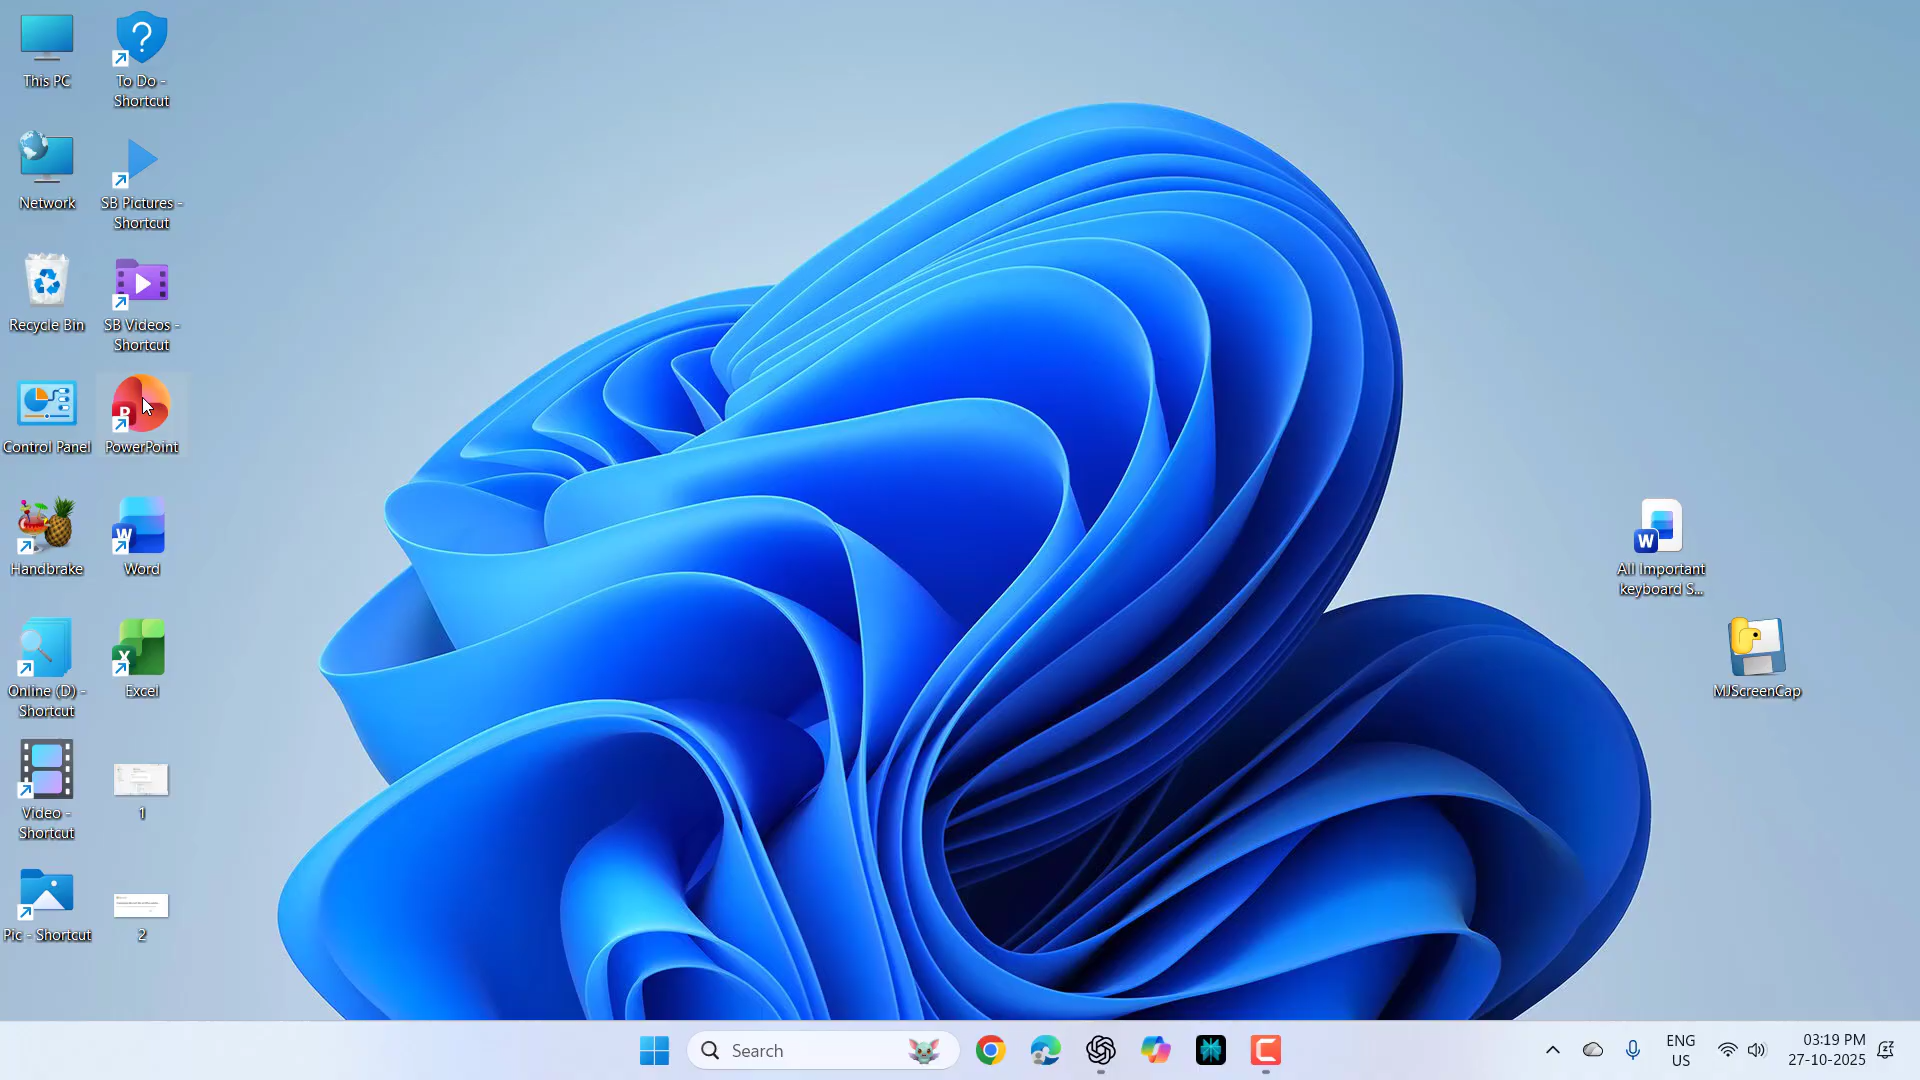 This PC
To Do -
Shortcut
Network
SB Pictures -
Shortcut
Recycle Bin
SB Videos -
Shortcut
Control Panel
PowerPoint
Handbrake
Word
Online (D) -
Shortcut
Excel
Video -
Shortcut
1
Pic - Shortcut
2
All Important
keyboard S...
MJScreenCap
Search
ENG
US
03:19 PM
27-10-2025